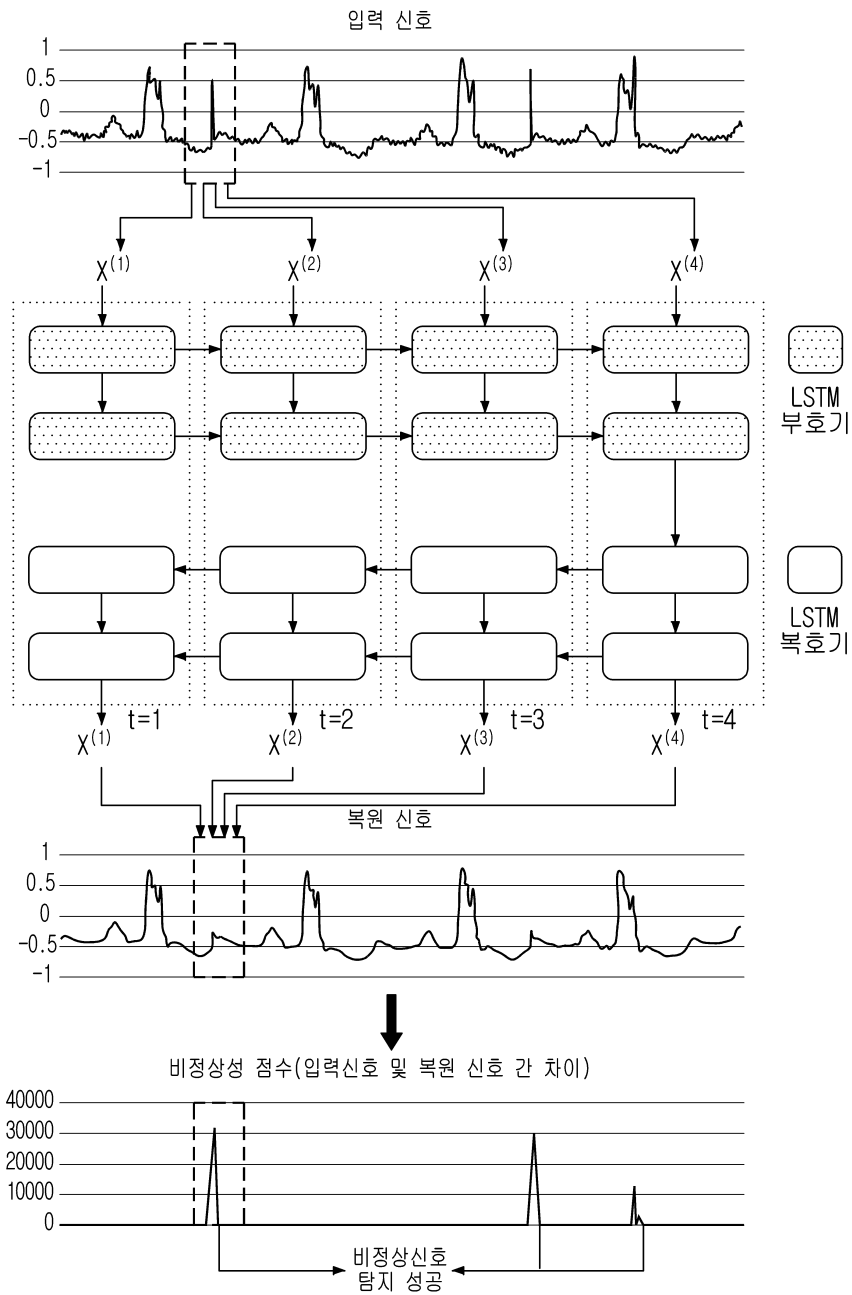 입력 신호
1
0.5
0
-0.5
-1
X(1) X(2) X(3) X(4)
LSTM
부호기
LSTM
복호기
t=1 t=2 t=3 t=4
X(1) X(2) X(3) X(4)
복원 신호
1
0.5
0
-0.5
-1
비정상성 점수(입력신호 및 복원 신호 간 차이)
40000
30000
20000
10000
0
비정상신호
탐지 성공